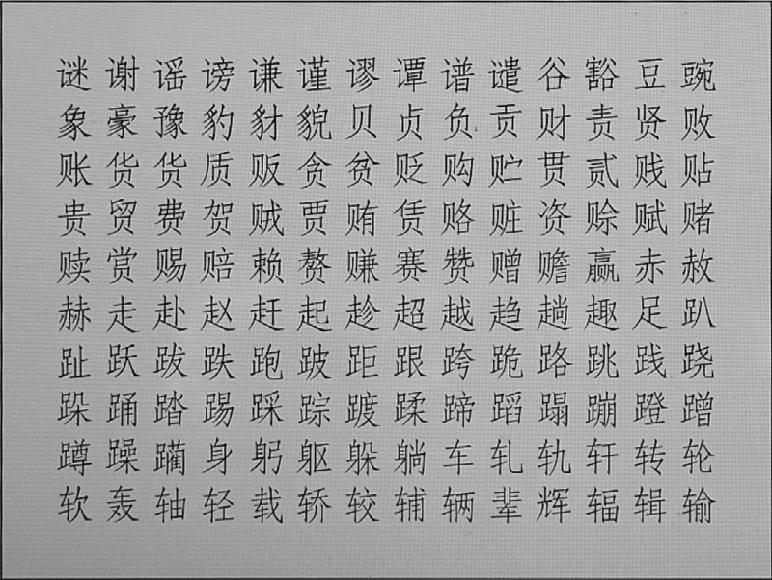 谜谢谣谤谦谨谬谭谱谴谷豁豆豌
象豪豫豹豺貌贝贞负贡财责贤败
账货货质贩贪贫贬购贮贯贰贱贴
贵贸费贺贼贾贿赁赂赃资赊赋赌
赎赏赐赔赖赘赚赛赞赠赡赢赤赦
赫走赴赵赶起趁超越趋趟趣足趴
趾跃跋跌跑跛距跟跨跪路跳践跷
跺踊踏踢踩踪踱蹂蹄蹈蹋蹦蹬蹭
蹲躁躏身躬躯躲躺车轧轨轩转轮
软轰轴轻载轿较辅辆辈辉辐辑输